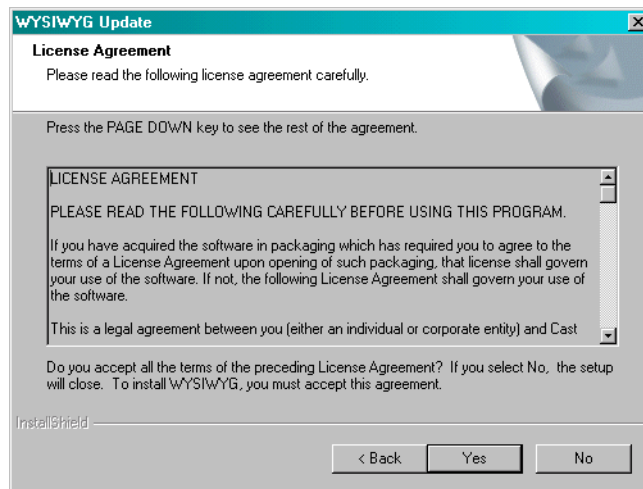 WYSIWYG Update
License Agreement
Please read the following license agreement carefully.
Press the PAGE DOWN key to see the rest of the agreement.
LICENSE AGREEMENT
PLEASE READ THE FOLLOWING CAREFULLY BEFORE USING THIS PROGRAM.
If you have acquired the software in packaging which has required you to agree to the
terms of a License Agreement upon opening of such packaging, that license shall govern
your use of the software. If not, the following License Agreement shall govern your use of
the software.
This is a legal agreement between you (either an individual or corporate entity) and Cast
Do you accept all the terms of the preceding License Agreement? If you select No, the setup
will close. To install WYSIWYG, you must accept this agreement.
InstallShield
< Back Yes No